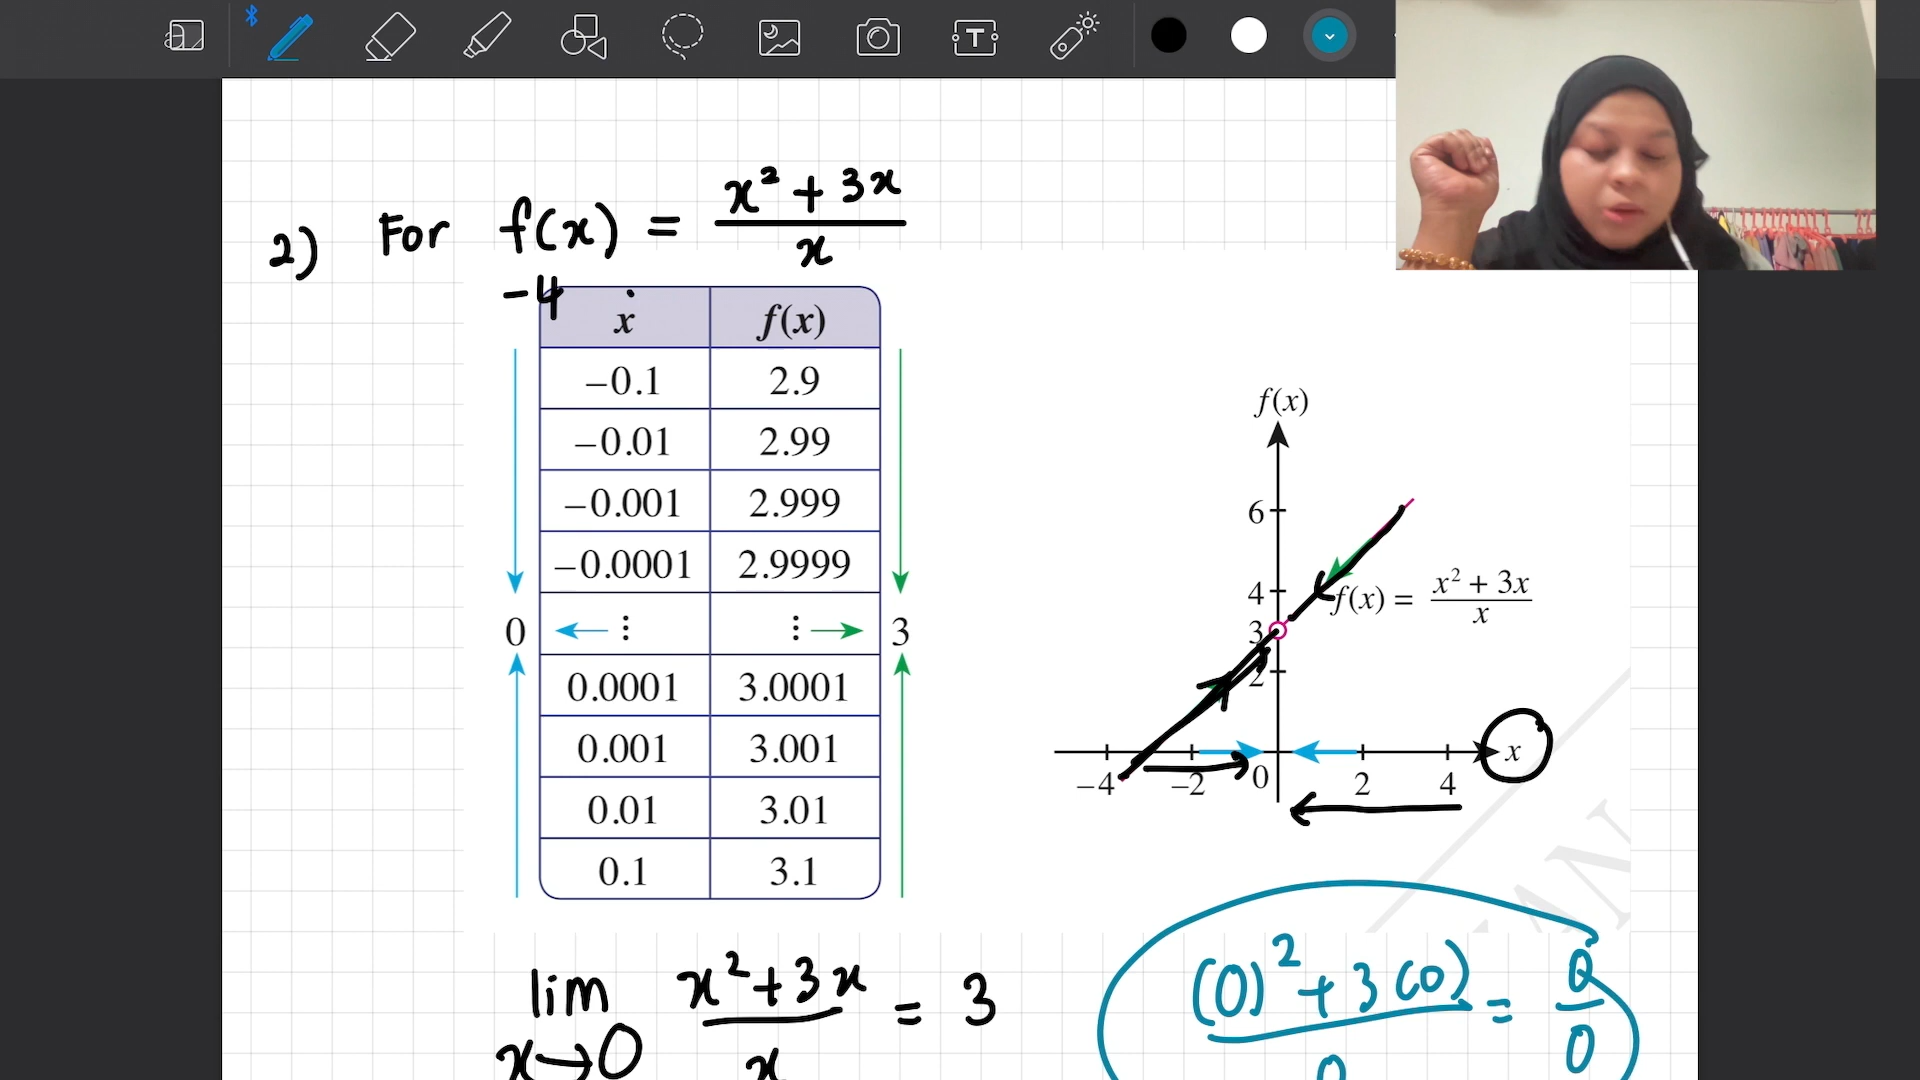 T
2) For f(x) = x² + 3x / x
-4
x f(x)
–0.1 2.9
–0.01 2.99
–0.001 2.999
–0.0001 2.9999
0 ⋮ ⋮ 3
0.0001 3.0001
0.001 3.001
0.01 3.01
0.1 3.1
f(x)
6
4
3
2
f(x) = x² + 3x / x
–4 –2 0 2 4 x
lim x→0 x²+3x / x = 3
(0)² + 3(0) / 0 = 0 / 0